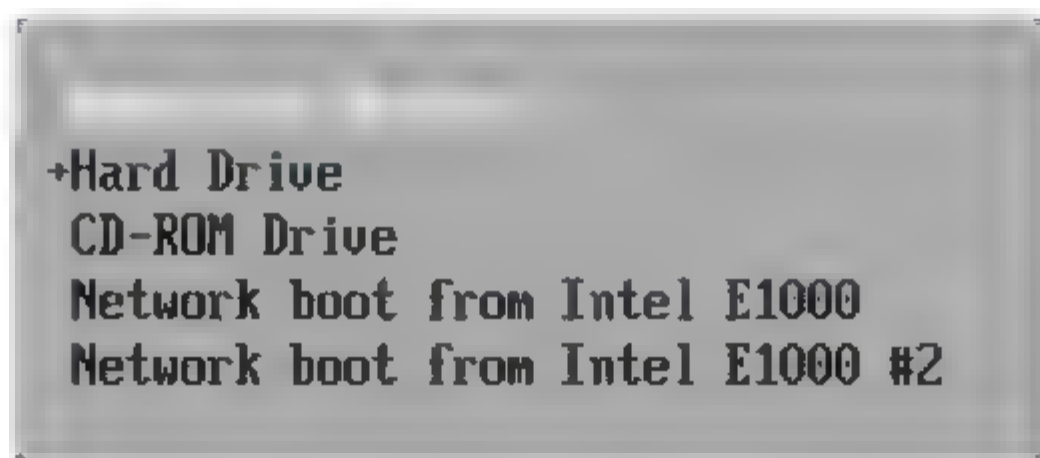 +Hard Drive
CD-ROM Drive
Network boot from Intel E1000
Network boot from Intel E1000 #2